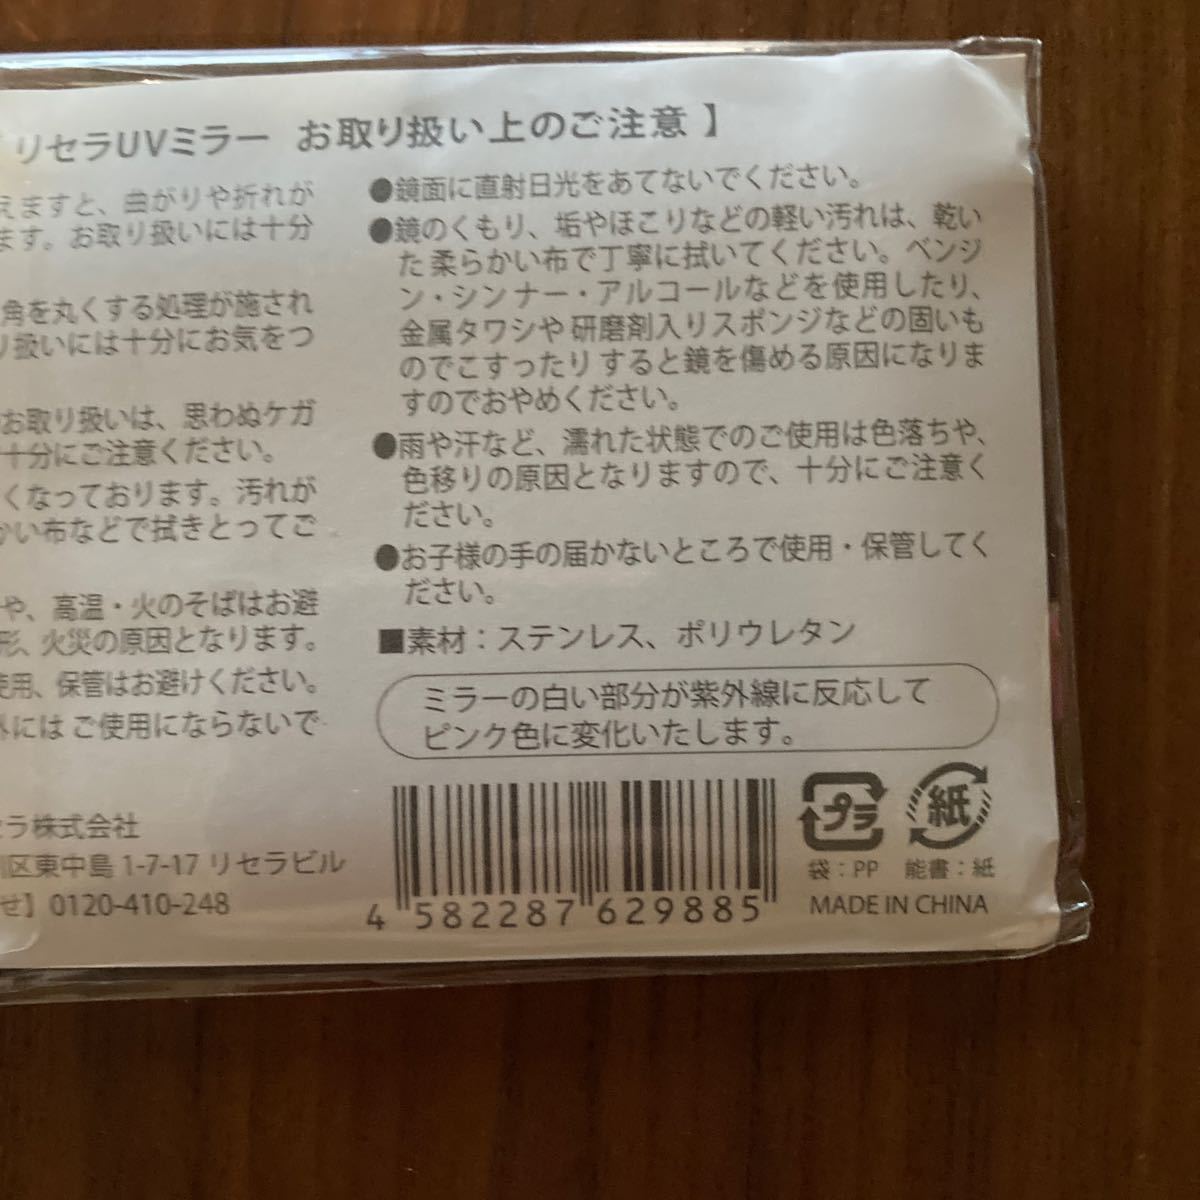 リセラUVミラー お取り扱い上のご注意 】
えますと、曲がりや折れが
ます。お取り扱いには十分
角を丸くする処理が施され
り扱いには十分にお気をつ
お取り扱いは、思わぬケガ
十分にご注意ください。
くなっております。汚れが
かい布などで拭きとってご
や、高温・火のそばはお避
形、火災の原因となります。
使用、保管はお避けください。
外には ご使用にならないで
セラ株式会社
川区東中島 1-7-17 リセラビル
せ】0120-410-248
●鏡面に直射日光をあてないでください。
●鏡のくもり、垢やほこりなどの軽い汚れは、乾い
た 柔らかい布で丁寧に拭いてください。ベンジ
ン・シンナー・アルコールなどを使用したり、
金属タワシや 研磨剤入りスポンジなどの固いも
のでこすったり すると鏡を傷める原因になりま
すのでおやめください。
●雨や汗など、濡れた状態でのご使用は色落ちや、
色移りの原因となりますので、十分にご注意く
ださい。
●お子様の手の届かないところで使用・保管してく
ださい。
■素材：ステンレス、ポリウレタン
ミラーの白い部分が紫外線に反応して
ピンク色に変化いたします。
4 582287 629885
プラ 紙
袋：PP 能書：紙
MADE IN CHINA